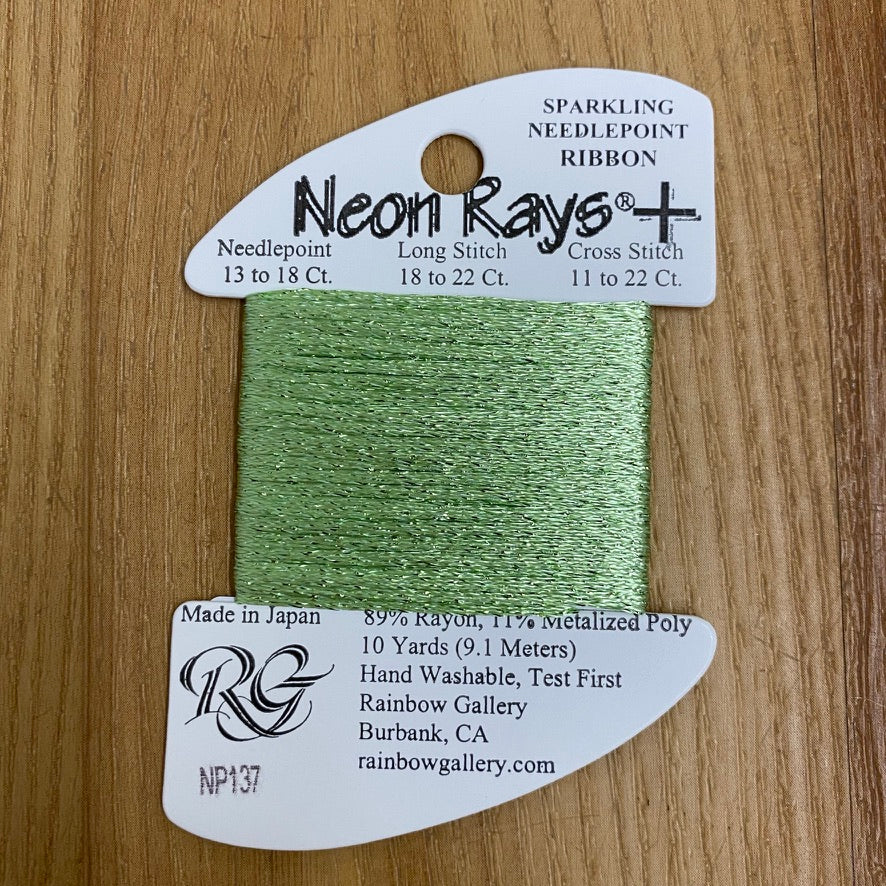 SPARKLING
NEEDLEPOINT
RIBBON
Neon Rays®+
Needlepoint Long Stitch Cross Stitch
13 to 18 Ct. 18 to 22 Ct. 11 to 22 Ct.
Made in Japan
89% Rayon, 11% Metalized Poly
10 Yards (9.1 Meters)
Hand Washable, Test First
Rainbow Gallery
Burbank, CA
rainbowgallery.com
RG
NP137